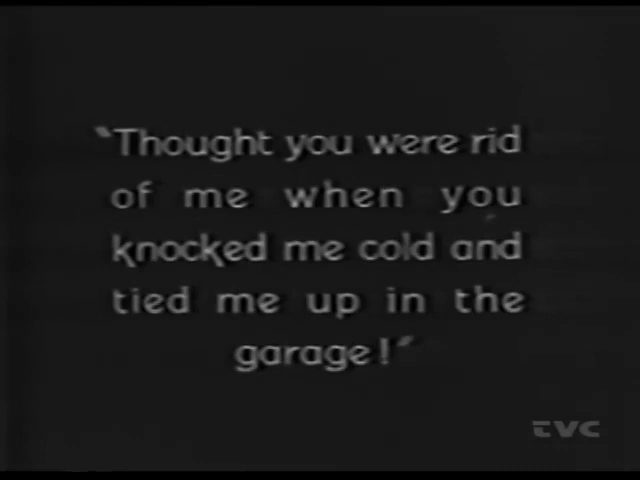 "Thought you were rid
of me when you
knocked me cold and
tied me up in the
garage!"
TVC